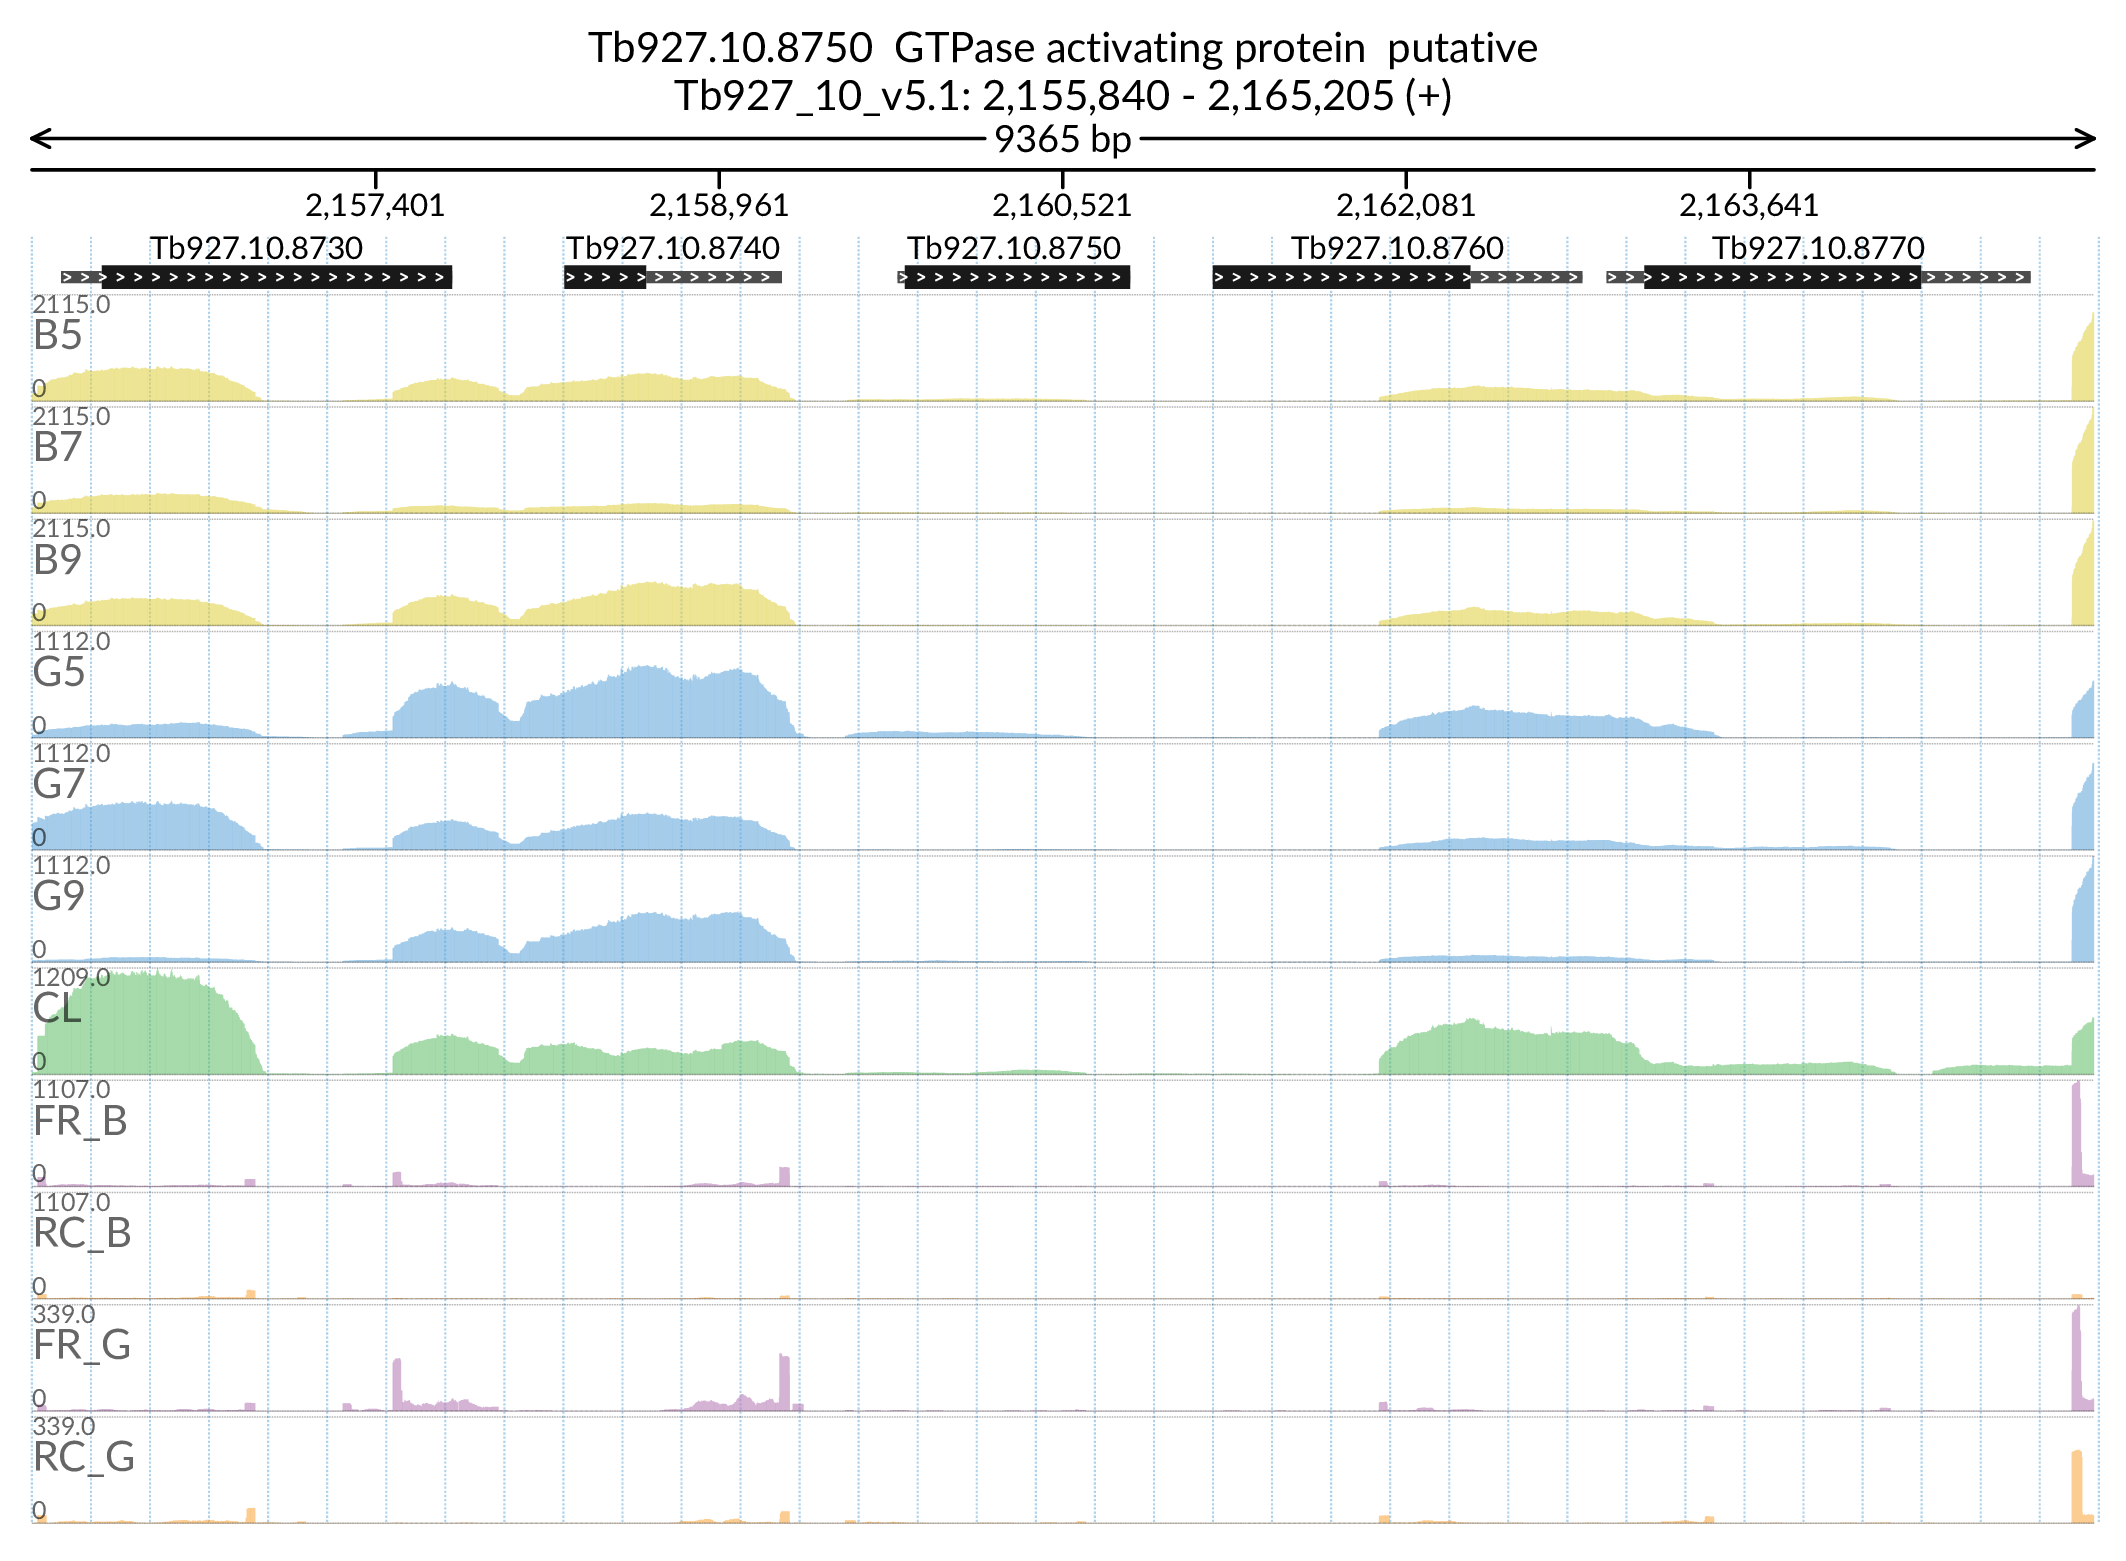 Tb927.10.8750  GTPase activating protein  putative
Tb927_10_v5.1: 2,155,840 - 2,165,205 (+)
9365 bp
2,157,401 2,158,961 2,160,521 2,162,081 2,163,641
Tb927.10.8730 Tb927.10.8740 Tb927.10.8750 Tb927.10.8760 Tb927.10.8770
2115.0
B5
0
2115.0
B7
0
2115.0
B9
0
1112.0
G5
0
1112.0
G7
0
1112.0
G9
0
1209.0
CL
0
1107.0
FR_B
0
1107.0
RC_B
0
339.0
FR_G
0
339.0
RC_G
0